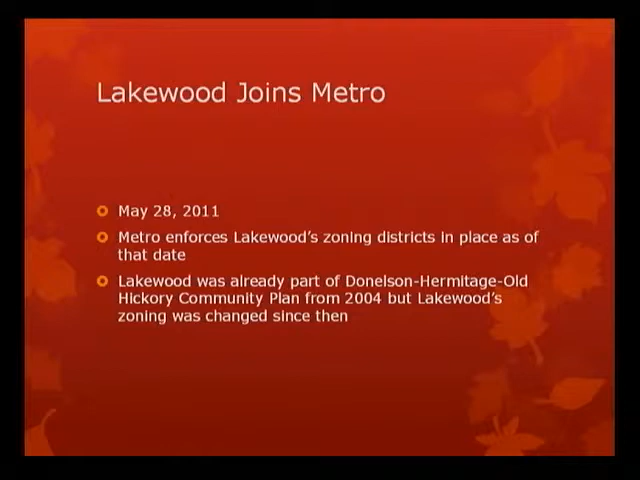 Lakewood Joins Metro
May 28, 2011
Metro enforces Lakewood's zoning districts in place as of
that date
Lakewood was already part of Donelson-Hermitage-Old
Hickory Community Plan from 2004 but Lakewood's
zoning was changed since then